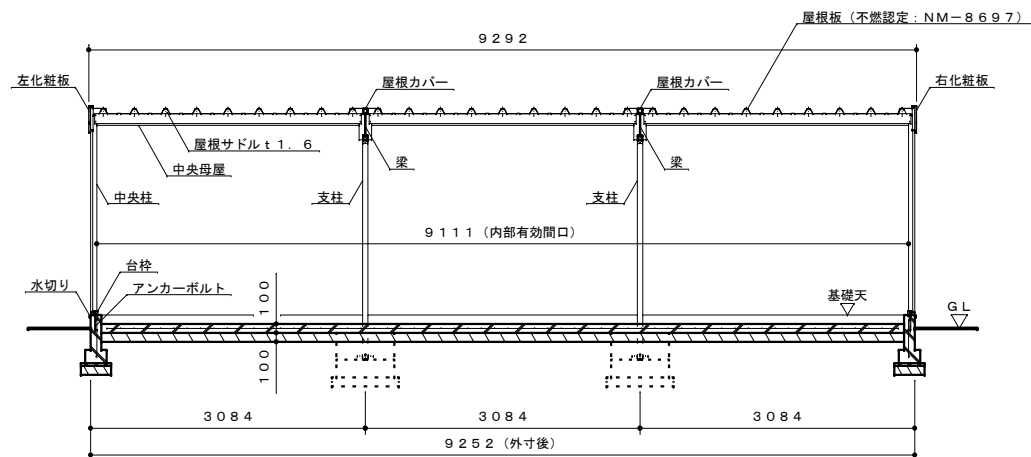 屋根板（不燃認定：NM－8697）
9292
左化粧板
屋根カバー
屋根カバー
右化粧板
屋根サドルｔ１．６
中央母屋
梁
梁
中央柱
支柱
支柱
9111（内部有効間口）
台枠
水切り
アンカーボルト
100
基礎天
GL
100
3084
3084
3084
9252（外寸後）